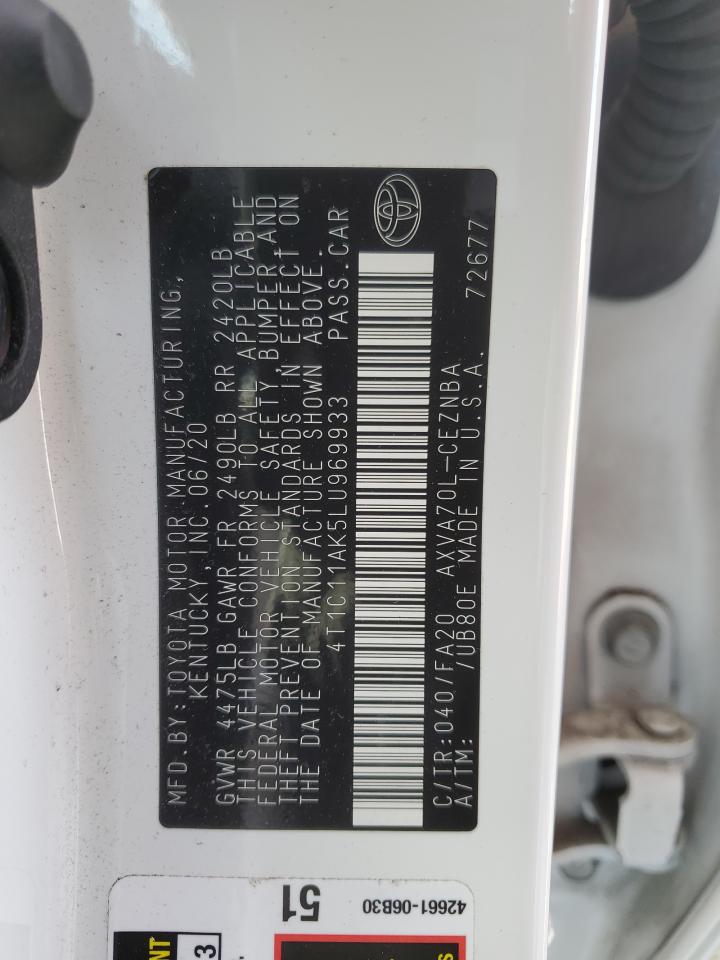 MFD.BY:TOYOTA MOTOR MANUFACTURING,
KENTUCKY, INC.06/20
GVWR 4475LB GAWR FR 2490LB RR 2420LB
THIS VEHICLE CONFORMS TO ALL APPLICABLE
FEDERAL MOTOR VEHICLE SAFETY, BUMPER, AND
THEFT PREVENTION STANDARDS IN EFFECT ON
THE DATE OF MANUFACTURE SHOWN ABOVE.
4T1C11AK5LU969933 PASS.CAR
C/TR:040/FA20 AXVA70L-CEZNBA
A/TM: /UB80E MADE IN U.S.A. 72677
51
42661-06B30
NT
3
S